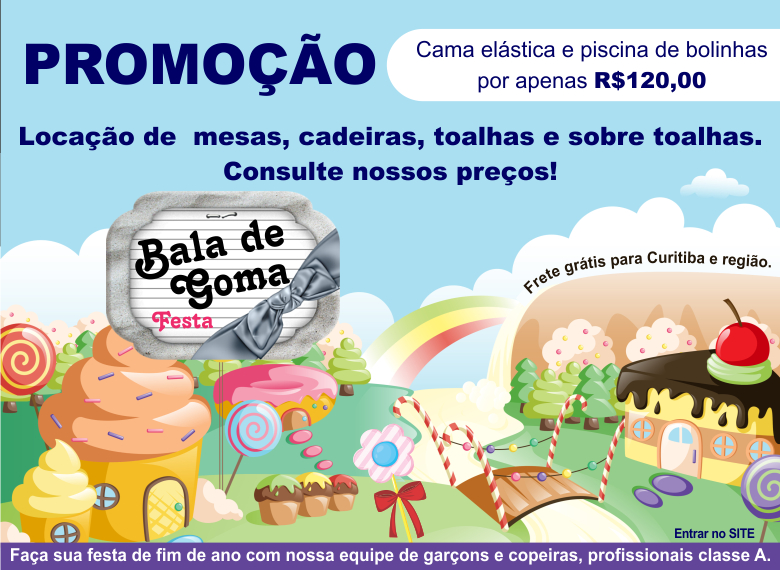 PROMOÇÃO
Cama elástica e piscina de bolinhas
por apenas R$120,00
Locação de mesas, cadeiras, toalhas e sobre toalhas.
Consulte nossos preços!
Bala de
Goma
Festa
Frete grátis para Curitiba e região.
Entrar no SITE
Faça sua festa de fim de ano com nossa equipe de garçons e copeiras, profissionais classe A.